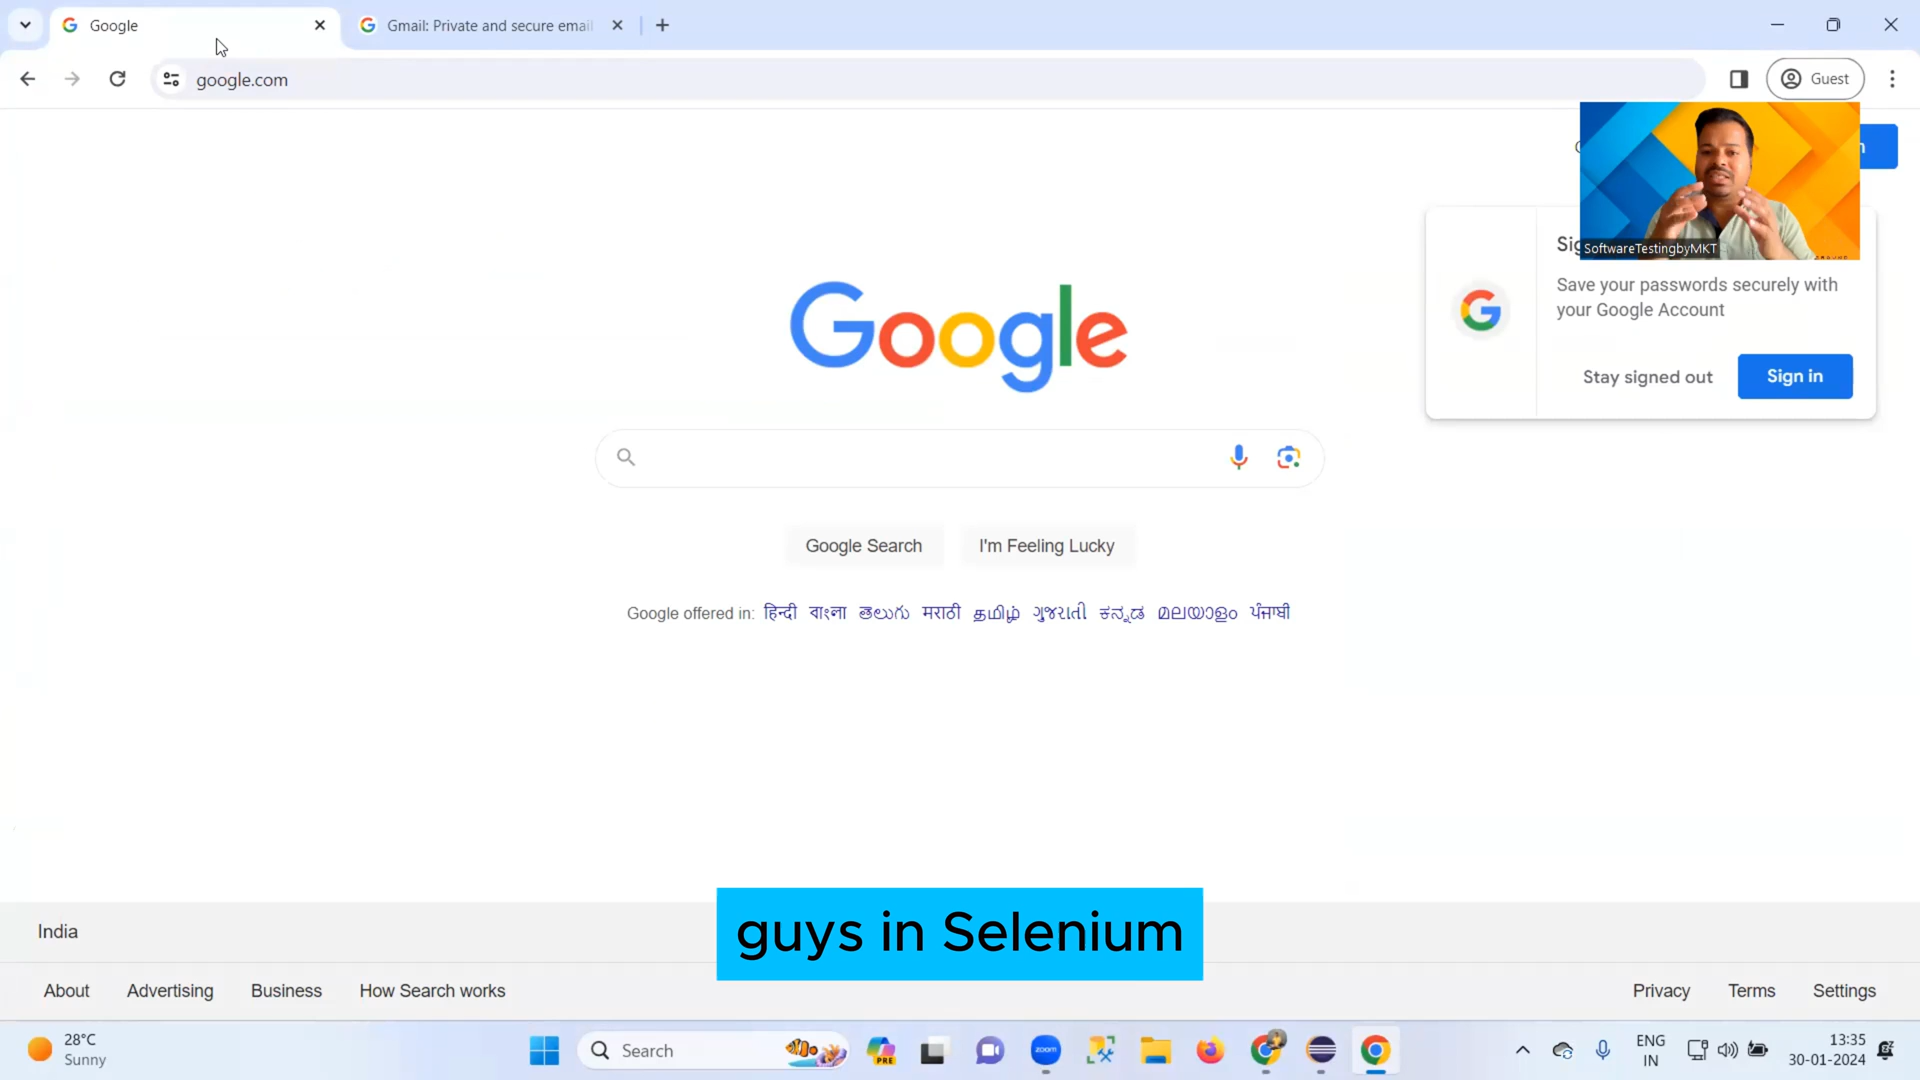 Google
Gmail: Private and secure email
google.com
Guest
SoftwareTestingbyMKT
Save your passwords securely with
your Google Account
Stay signed out
Sign in
Google
Google Search
I'm Feeling Lucky
Google offered in: हिन्दी বাংলা తెలుగు मराठी தமிழ் ગુજરાતી ಕನ್ನಡ മലയാളം ਪੰਜਾਬੀ
guys in Selenium
India
About
Advertising
Business
How Search works
Privacy
Terms
Settings
28°C
Sunny
Search
PRE
zoom
ENG
IN
13:35
30-01-2024